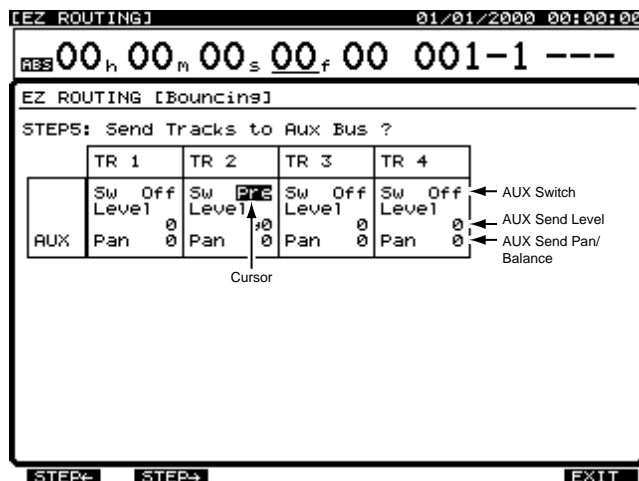 [EZ ROUTING] 01/01/2000 00:00:00
ABS 00h 00m 00s 00f 00 001-1 ---
EZ ROUTING [Bouncing]
STEP5: Send Tracks to Aux Bus ?
TR 1 TR 2 TR 3 TR 4
Sw Off Sw Pre Sw Off Sw Off AUX Switch
Level Level Level Level
0 0 0 0 AUX Send Level
AUX Pan 0 Pan 0 Pan 0 Pan 0 AUX Send Pan/
Balance
Cursor
STEP← STEP→ EXIT